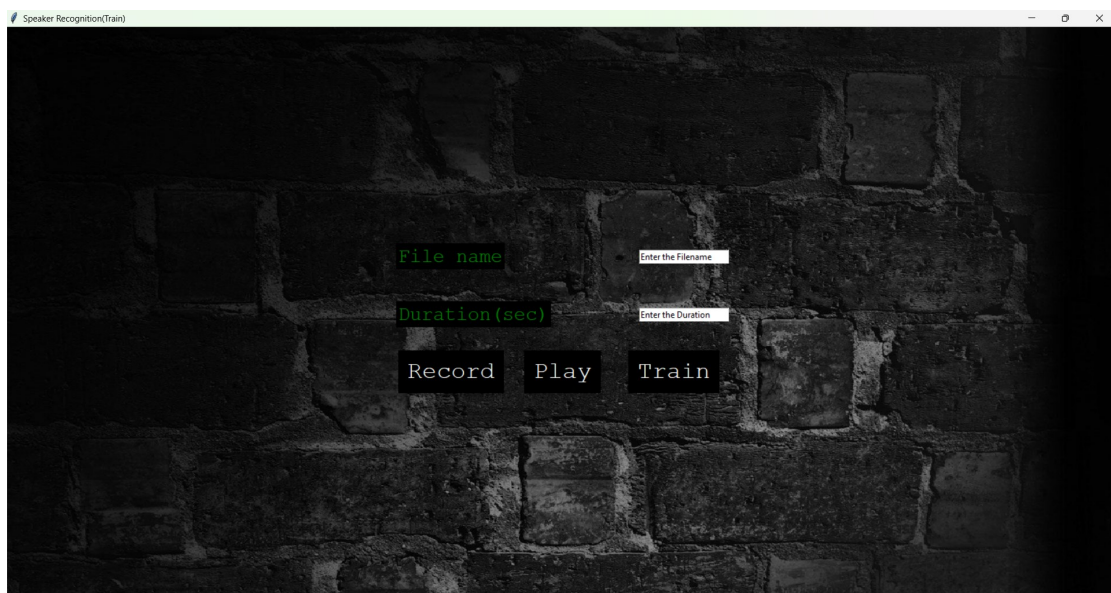 Speaker Recognition(Train)
File name
Enter the Filename
Duration(sec)
Enter the Duration
Record
Play
Train